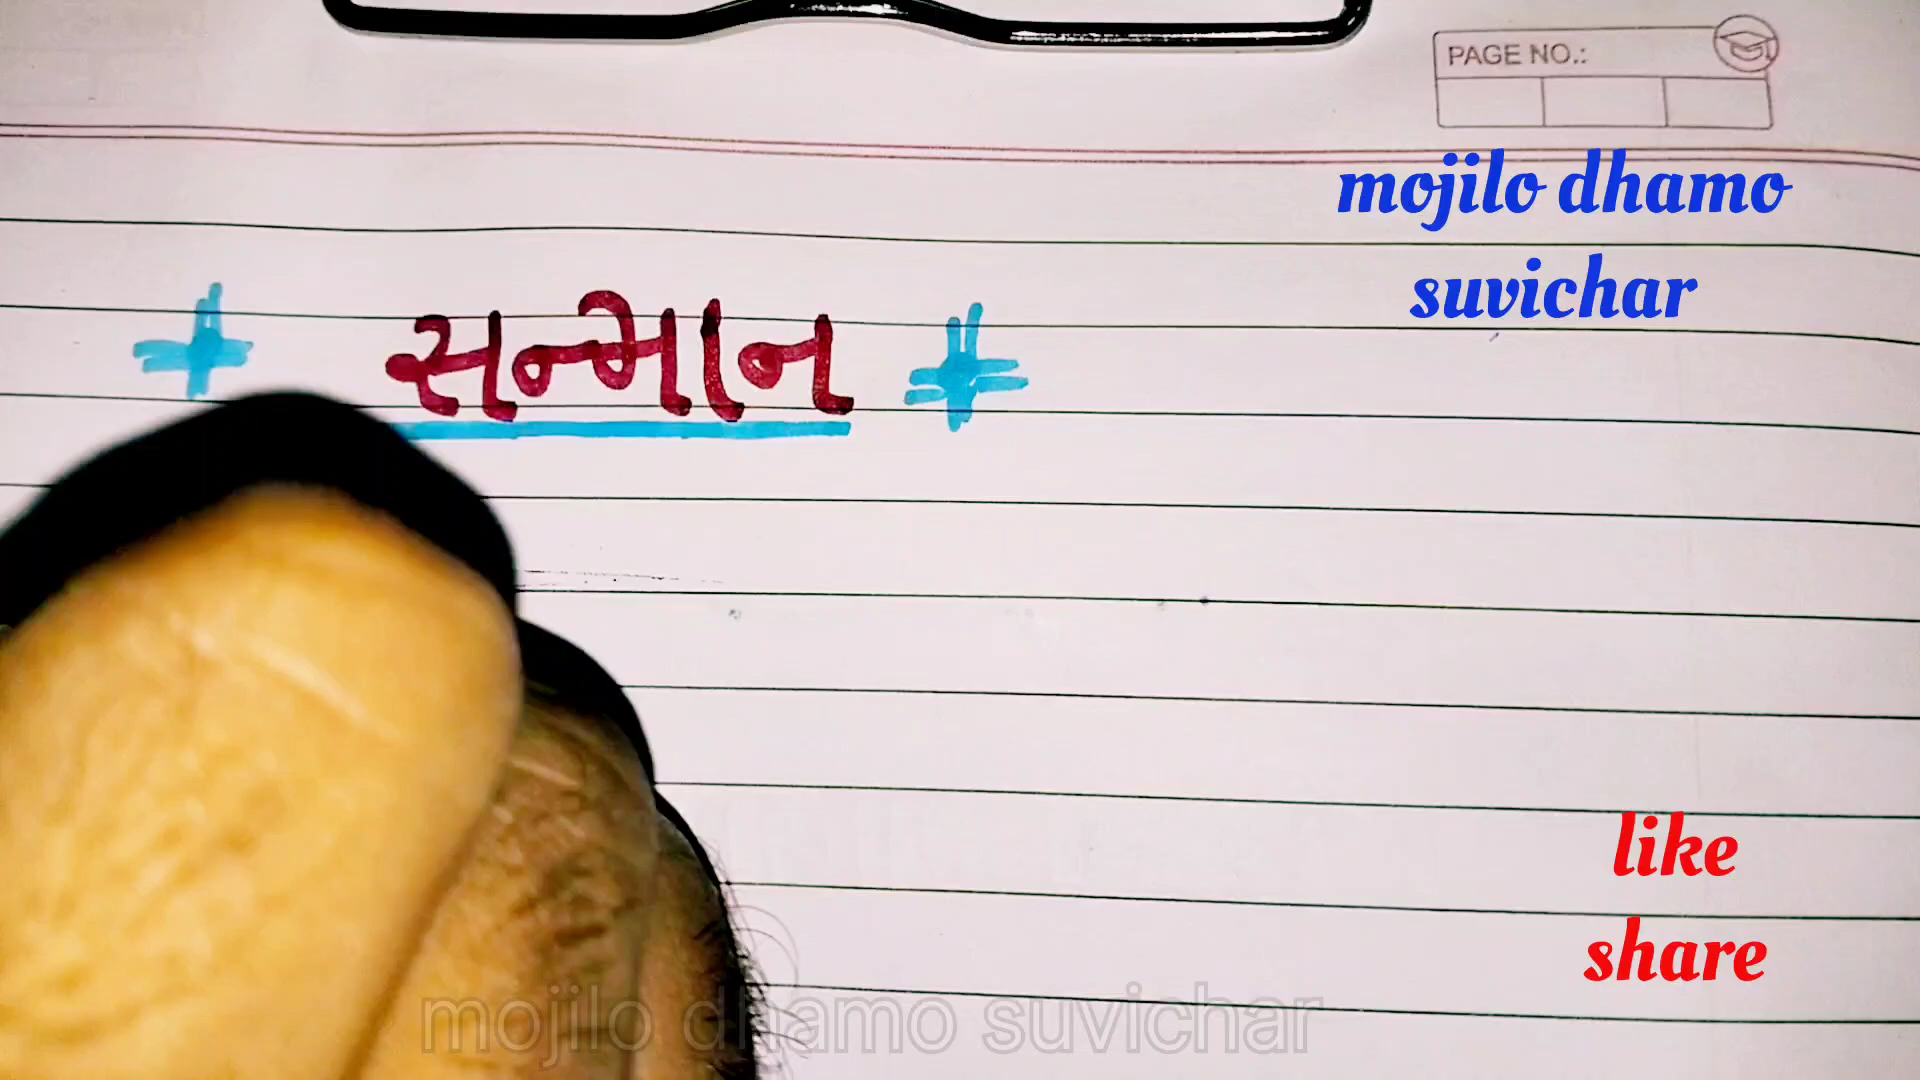 PAGE NO.:
mojilo dhamo
suvichar
* સન્માન *
like
share
mojilo dhamo suvichar